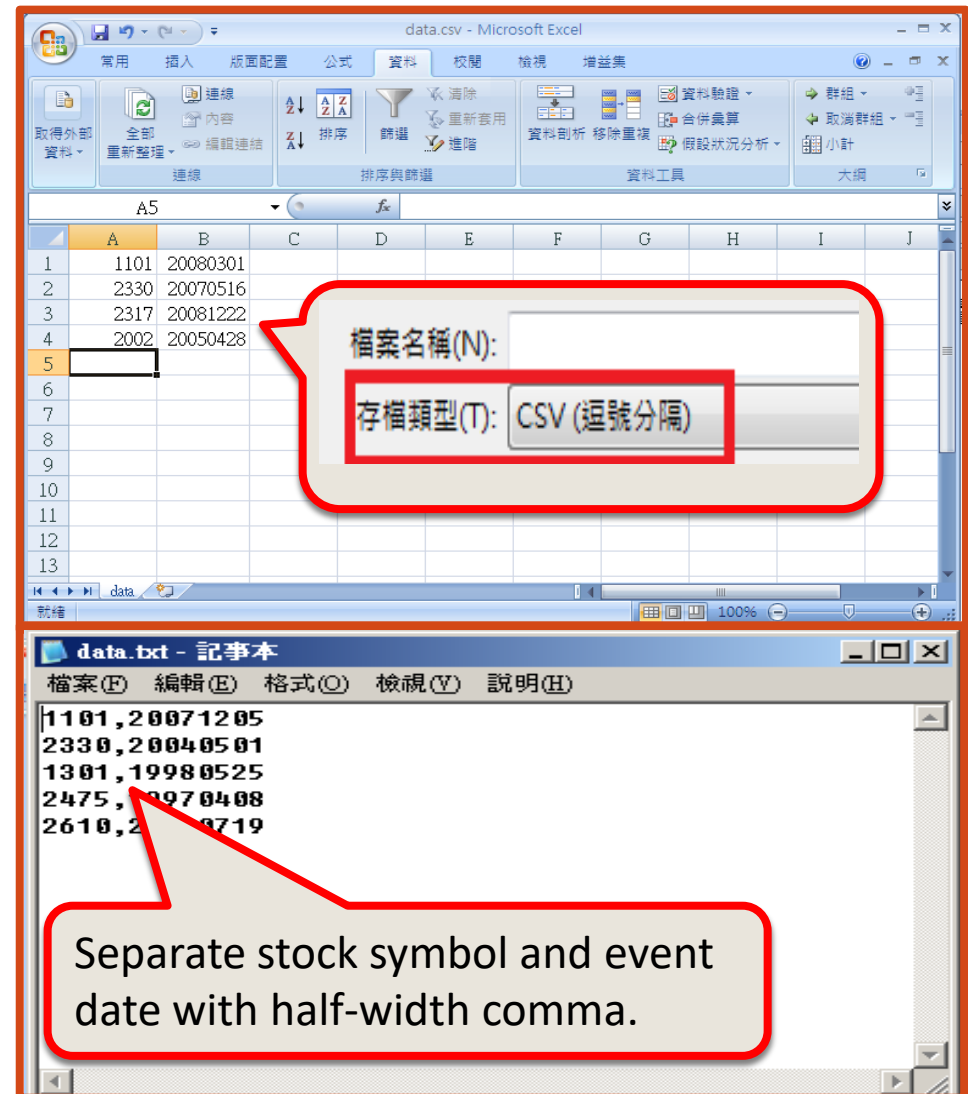 data.csv - Microsoft Excel
常用 插入 版面配置 公式 資料 校閱 檢視 增益集
取得外部資料
全部重新整理
連線
內容
編輯連結
連線
排序
篩選
清除
重新套用
進階
排序與篩選
資料剖析
移除重複
資料驗證
合併彙算
假設狀況分析
資料工具
群組
取消群組
小計
大綱
A5 fx
A B C D E F G H I J
1 1101 20080301
2 2330 20070516
3 2317 20081222
4 2002 20050428
5
6
7
8
9
10
11
12
13
檔案名稱(N):
存檔類型(T): CSV (逗號分隔)
data
就緒 100%
data.txt - 記事本
檔案(F) 編輯(E) 格式(O) 檢視(V) 說明(H)
1101,20071205
2330,20040501
1301,19980525
2475, 9970408
2610,2 0719
Separate stock symbol and event
date with half-width comma.